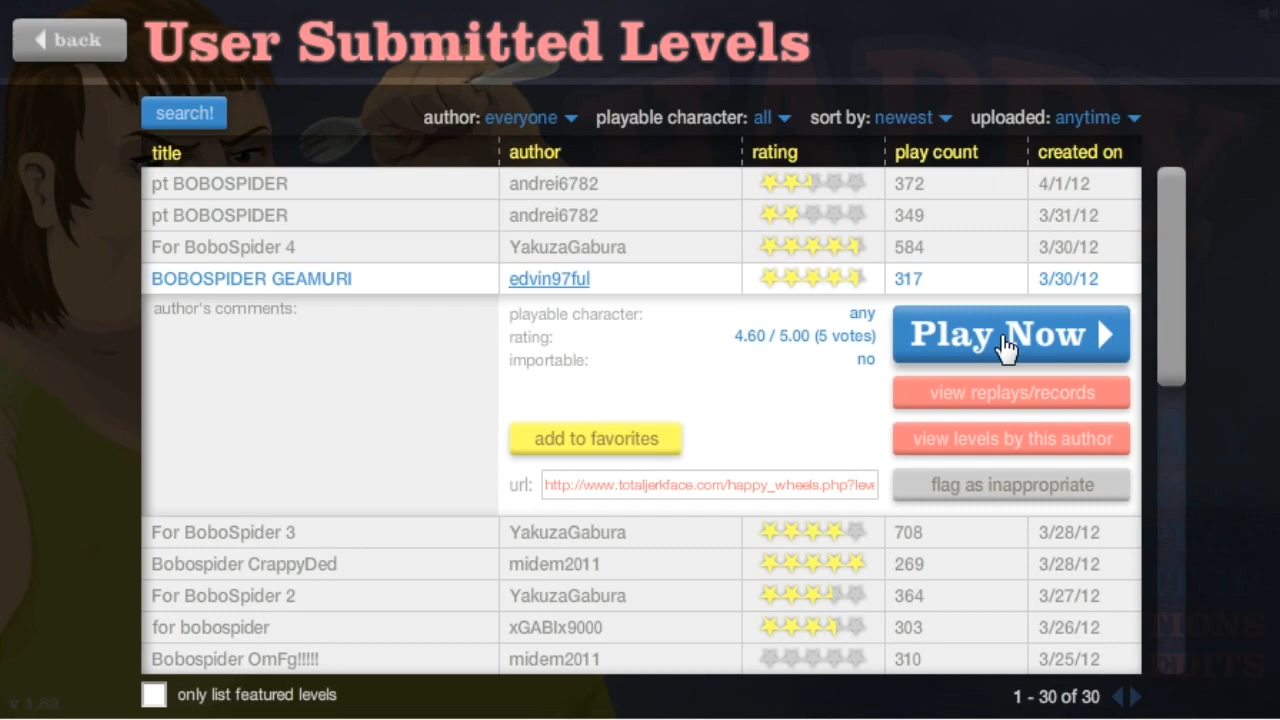 back
User Submitted Levels
search!
author: everyone playable character: all sort by: newest uploaded: anytime
title author rating play count created on
pt BOBOSPIDER andrei6782 372 4/1/12
pt BOBOSPIDER andrei6782 349 3/31/12
For BoboSpider 4 YakuzaGabura 584 3/30/12
BOBOSPIDER GEAMURI edvin97ful 317 3/30/12
author's comments:
playable character: any
rating: 4.60 / 5.00 (5 votes)
importable: no
Play Now
view replays/records
add to favorites
view levels by this author
url: http://www.totaljerkface.com/happy_wheels.php?leve
flag as inappropriate
For BoboSpider 3 YakuzaGabura 708 3/28/12
Bobospider CrappyDed midem2011 269 3/28/12
For BoboSpider 2 YakuzaGabura 364 3/27/12
for bobospider xGABIx9000 303 3/26/12
Bobospider OmFg!!!!! midem2011 310 3/25/12
only list featured levels
1 - 30 of 30